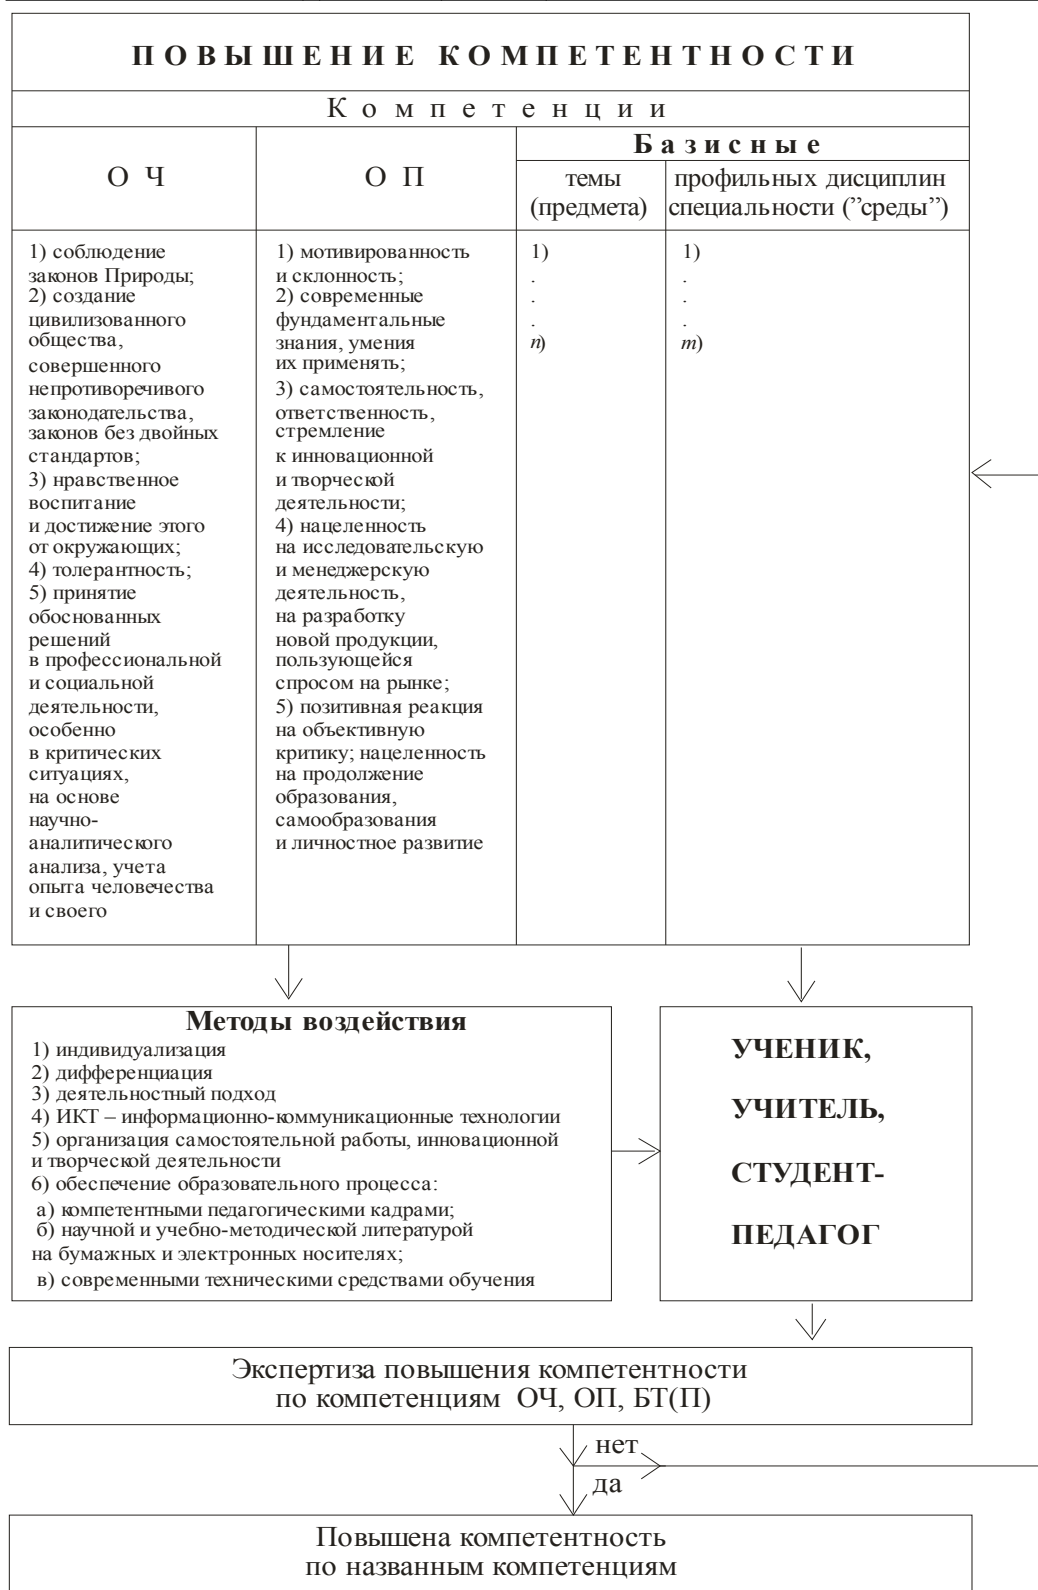 ПОВЫШЕНИЕ КОМПЕТЕНТНОСТИ
Компетенции
ОЧ
ОП
Базисные
темы
(предмета)
профильных дисциплин
специальности ("среды")
1) соблюдение
законов Природы;
2) создание
цивилизованного
общества,
совершенного
непротиворечивого
законодательства,
законов без двойных
стандартов;
3) нравственное
воспитание
и достижение этого
от окружающих;
4) толерантность;
5) принятие
обоснованных
решений
в профессиональной
и социальной
деятельности,
особенно
в критических
ситуациях,
на основе
научно-
аналитического
анализа, учета
опыта человечества
и своего
1) мотивированность
и склонность;
2) современные
фундаментальные
знания, умения
их применять;
3) самостоятельность,
ответственность,
стремление
к инновационной
и творческой
деятельности;
4) нацеленность
на исследовательскую
и менеджерскую
деятельность,
на разработку
новой продукции,
пользующейся
спросом на рынке;
5) позитивная реакция
на объективную
критику; нацеленность
на продолжение
образования,
самообразования
и личностное развитие
1)
.
.
.
n)
1)
.
.
.
m)
Методы воздействия
1) индивидуализация
2) дифференциация
3) деятельностный подход
4) ИКТ – информационно-коммуникационные технологии
5) организация самостоятельной работы, инновационной
и творческой деятельности
6) обеспечение образовательного процесса:
а) компетентными педагогическими кадрами;
б) научной и учебно-методической литературой
на бумажных и электронных носителях;
в) современными техническими средствами обучения
УЧЕНИК,
УЧИТЕЛЬ,
СТУДЕНТ-
ПЕДАГОГ
Экспертиза повышения компетентности
по компетенциям ОЧ, ОП, БТ(П)
нет
да
Повышена компетентность
по названным компетенциям